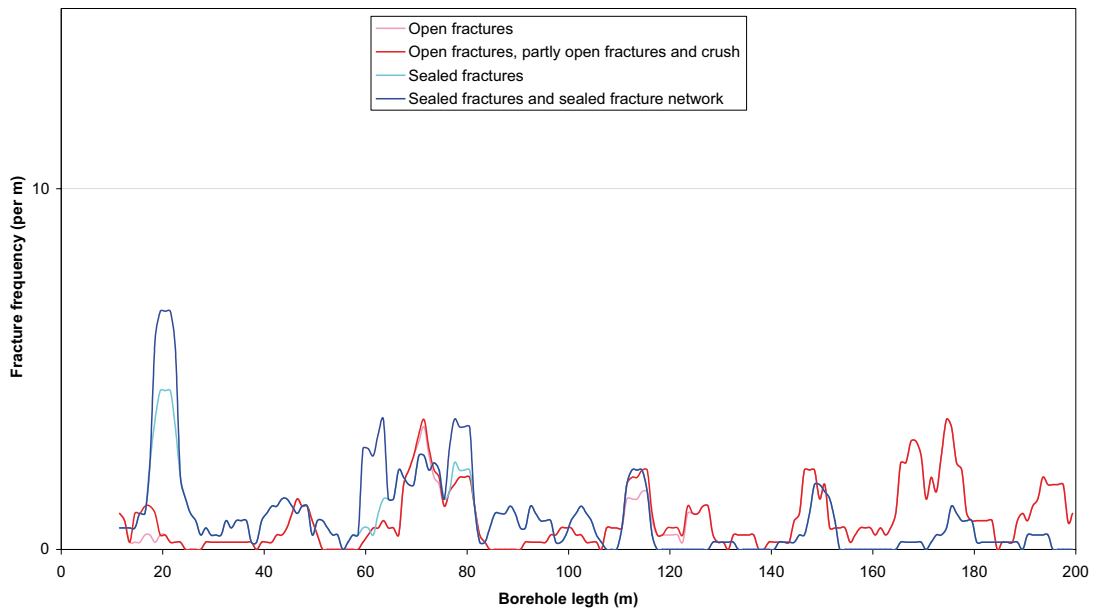 Open fractures
Open fractures, partly open fractures and crush
Sealed fractures
Sealed fractures and sealed fracture network
Fracture frequency (per m)
10
0
0 20 40 60 80 100 120 140 160 180 200
Borehole legth (m)